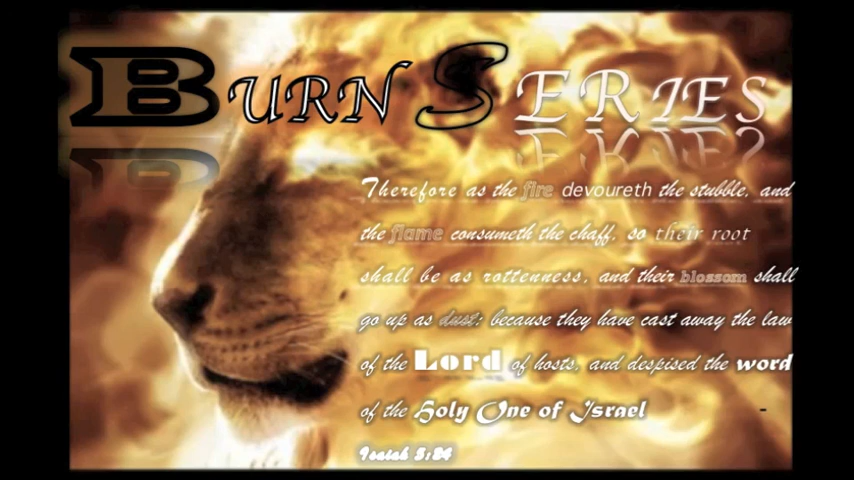 BURN SERIES
Therefore as the fire devoureth the stubble, and
the flame consumeth the chaff, so their root
shall be as rottenness, and their blossom shall
go up as dust: because they have cast away the law
of the Lord of hosts, and despised the word
of the Holy One of Israel -
Isaiah 5:24